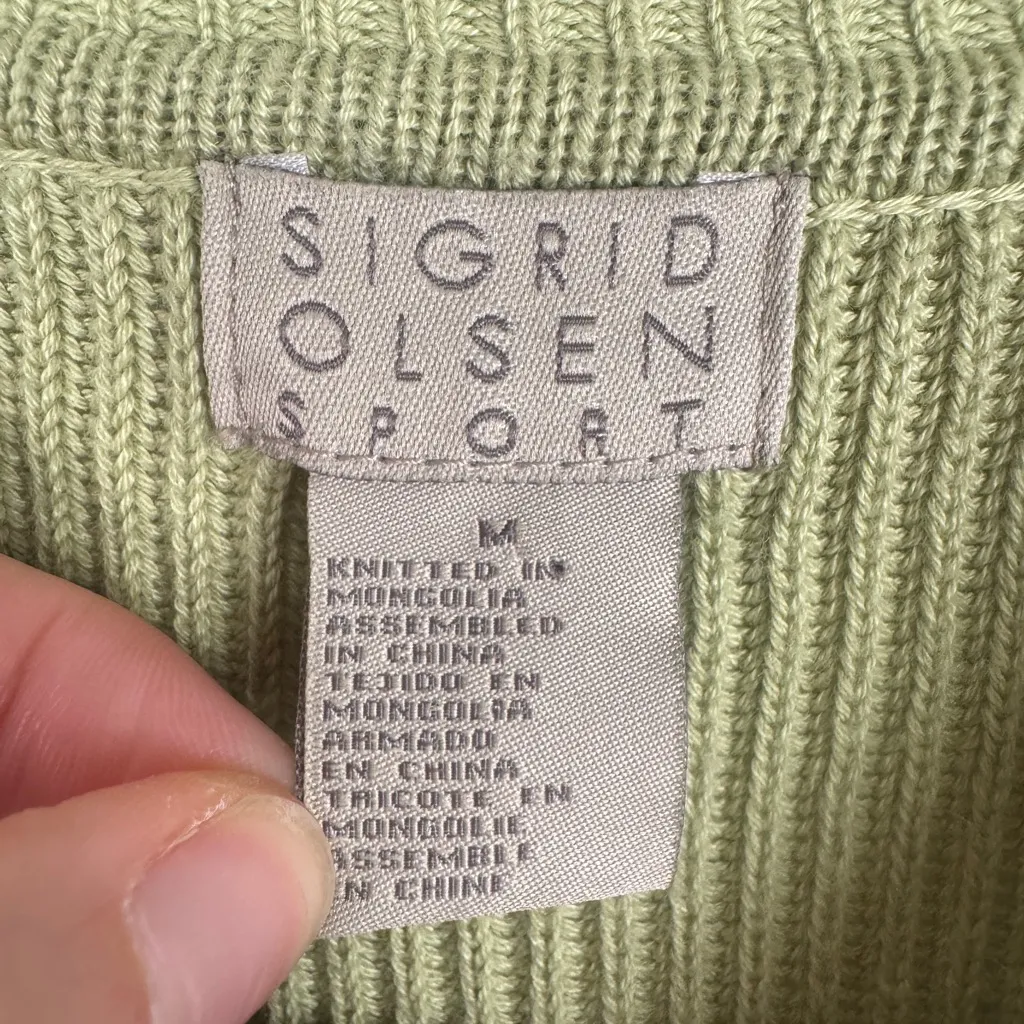 SIGRID
OLSEN
SPORT
M
KNITTED IN
MONGOLIA
ASSEMBLED
IN CHINA
TEJIDO EN
MONGOLIA
ARMADO
EN CHINA
TRICOTE EN
MONGOLIE
ASSEMBLE
EN CHINE